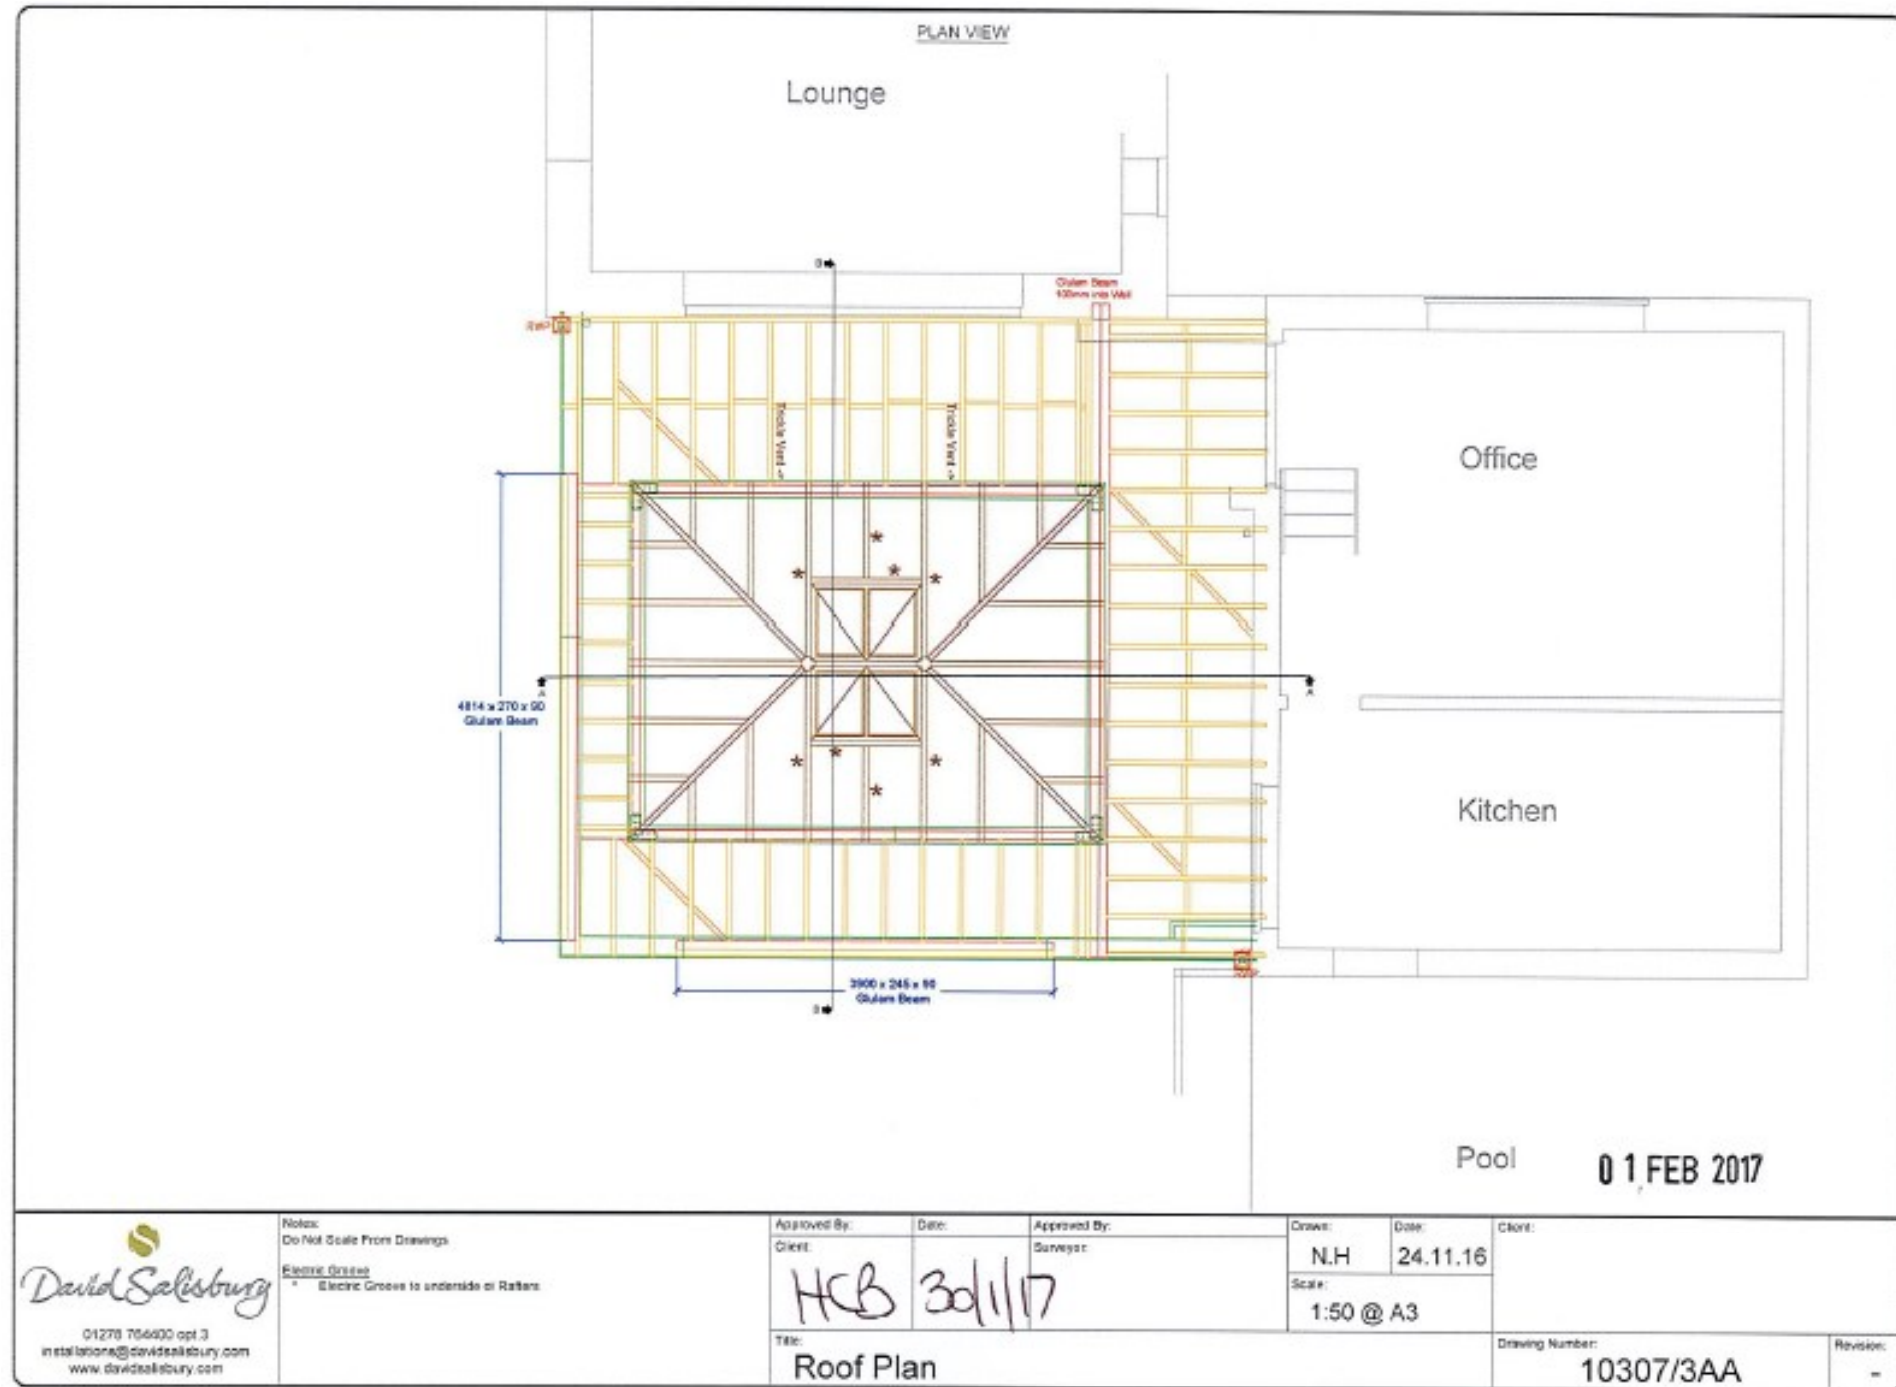 PLAN VIEW
Lounge
B
Glulam Beam
100mm into Wall
RWP
Trickle Vent ->
Trickle Vent ->
Office
*
*
*
*
A
A
4814 x 270 x 90
Glulam Beam
*
*
*
*
Kitchen
3900 x 245 x 90
Glulam Beam
B
RWP
Pool
01 FEB 2017
David Salisbury
01278 764400 opt.3
installations@davidsalisbury.com
www.davidsalisbury.com
Notes:
Do Not Scale From Drawings
Electric Groove
* Electric Groove to underside of Rafters
Approved By:
Client:
HCB
Date:
30/1/17
Approved By:
Surveyor:
Drawn:
N.H
Date:
24.11.16
Scale:
1:50 @ A3
Client:
Title:
Roof Plan
Drawing Number:
10307/3AA
Revision:
-